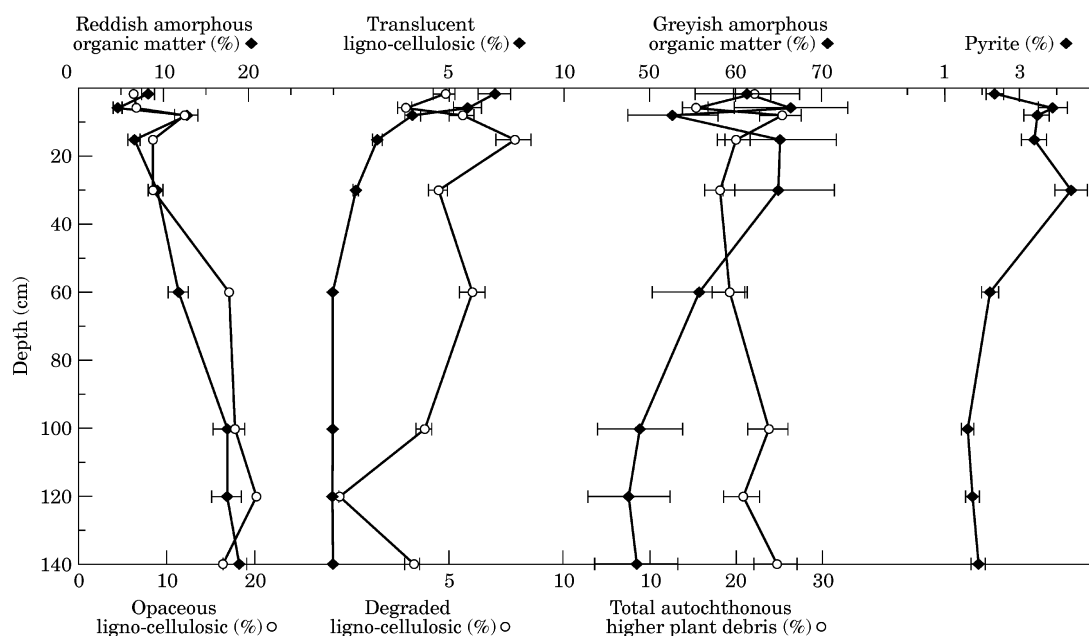 Reddish amorphous
organic matter (%) ◆
Translucent
ligno-cellulosic (%) ◆
Greyish amorphous
organic matter (%) ◆
Pyrite (%) ◆
0 10 20 5 10 50 60 70 1 3
20
40
60
80
100
120
140
Depth (cm)
0 10 20 5 10 10 20 30
Opaceous
ligno-cellulosic (%) ○
Degraded
ligno-cellulosic (%) ○
Total autochthonous
higher plant debris (%) ○